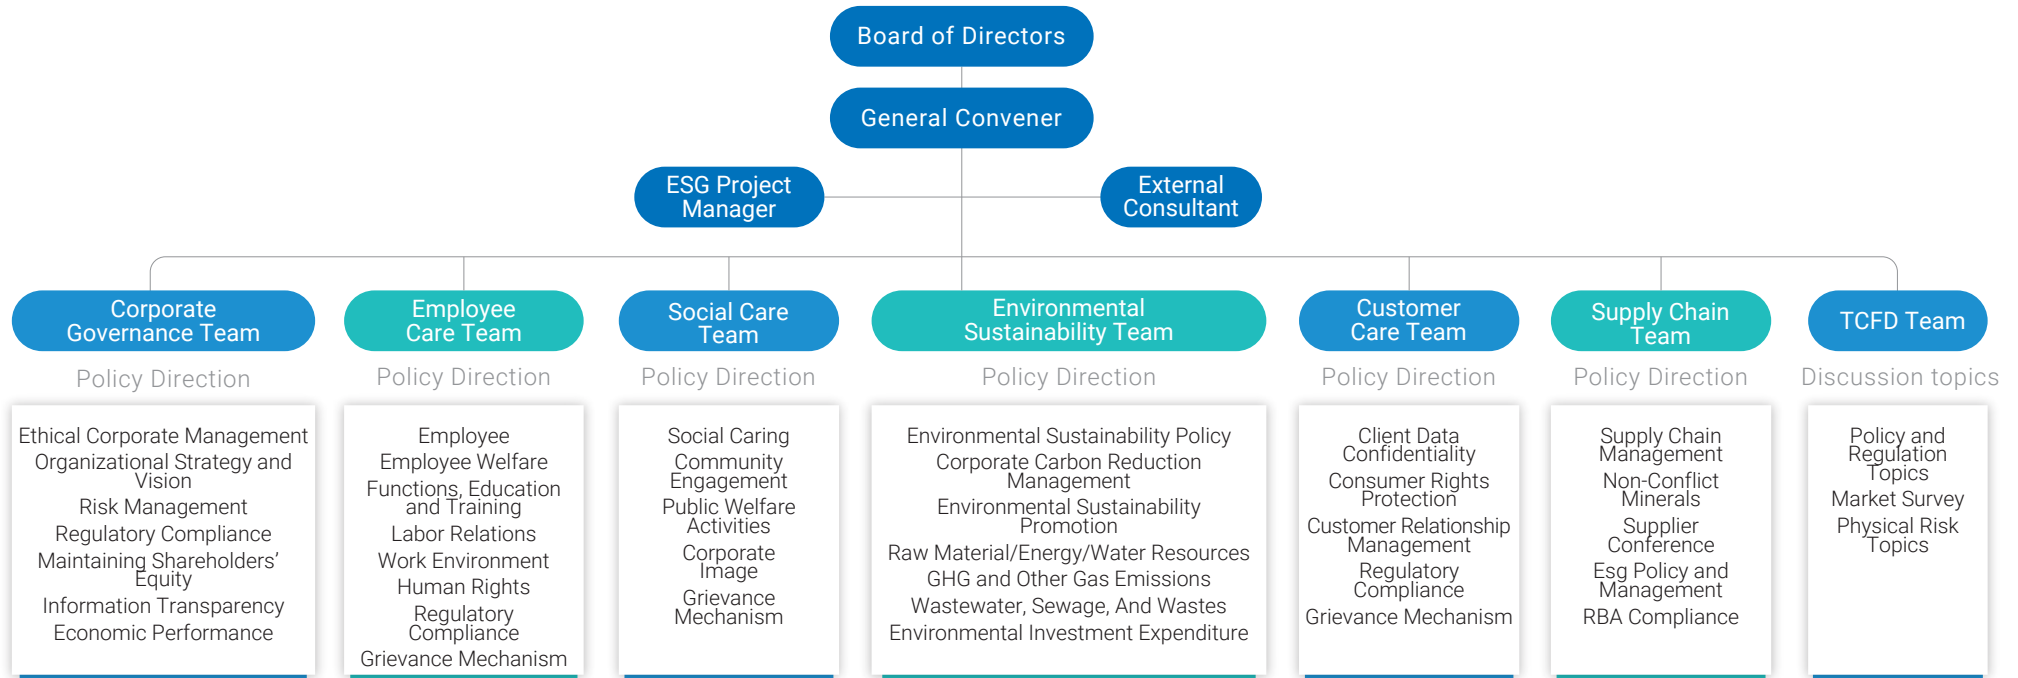 Board of Directors
General Convener
ESG Project
Manager
External
Consultant
Corporate
Governance Team
Policy Direction
Ethical Corporate Management
Organizational Strategy and
Vision
Risk Management
Regulatory Compliance
Maintaining Shareholders’
Equity
Information Transparency
Economic Performance
Employee
Care Team
Policy Direction
Employee
Employee Welfare
Functions, Education
and Training
Labor Relations
Work Environment
Human Rights
Regulatory
Compliance
Grievance Mechanism
Social Care
Team
Policy Direction
Social Caring
Community
Engagement
Public Welfare
Activities
Corporate
Image
Grievance
Mechanism
Environmental
Sustainability Team
Policy Direction
Environmental Sustainability Policy
Corporate Carbon Reduction
Management
Environmental Sustainability
Promotion
Raw Material/Energy/Water Resources
GHG and Other Gas Emissions
Wastewater, Sewage, And Wastes
Environmental Investment Expenditure
Customer
Care Team
Policy Direction
Client Data
Confidentiality
Consumer Rights
Protection
Customer Relationship
Management
Regulatory
Compliance
Grievance Mechanism
Supply Chain
Team
Policy Direction
Supply Chain
Management
Non-Conflict
Minerals
Supplier
Conference
Esg Policy and
Management
RBA Compliance
TCFD Team
Discussion topics
Policy and
Regulation
Topics
Market Survey
Physical Risk
Topics